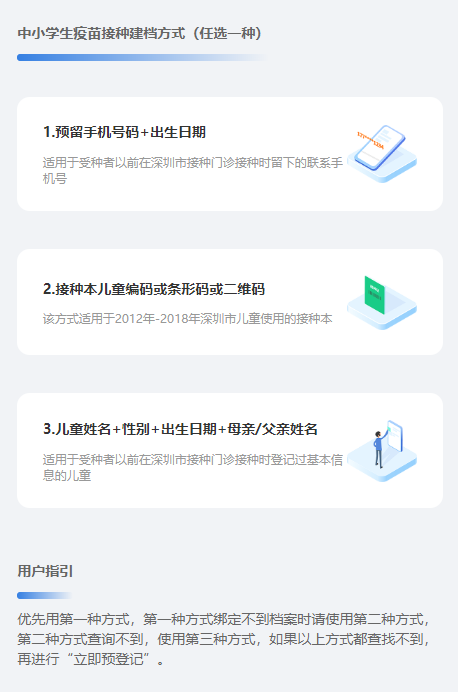 中小学生疫苗接种建档方式（任选一种）
1.预留手机号码+出生日期
适用于受种者以前在深圳市接种门诊接种时留下的联系手
机号
2.接种本儿童编码或条形码或二维码
该方式适用于2012年-2018年深圳市儿童使用的接种本
3.儿童姓名+性别+出生日期+母亲/父亲姓名
适用于受种者以前在深圳市接种门诊接种时登记过基本信
息的儿童
用户指引
优先用第一种方式，第一种方式绑定不到档案时请使用第二种方式，
第二种方式查询不到，使用第三种方式，如果以上方式都查找不到，
再进行“立即预登记”。